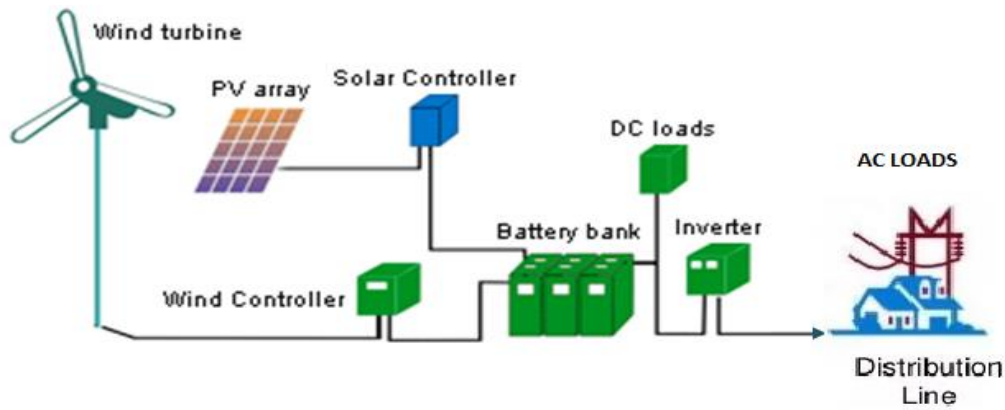 Wind turbine
PV array
Solar Controller
DC loads
AC LOADS
Battery bank
Inverter
Wind Controller
Distribution
Line